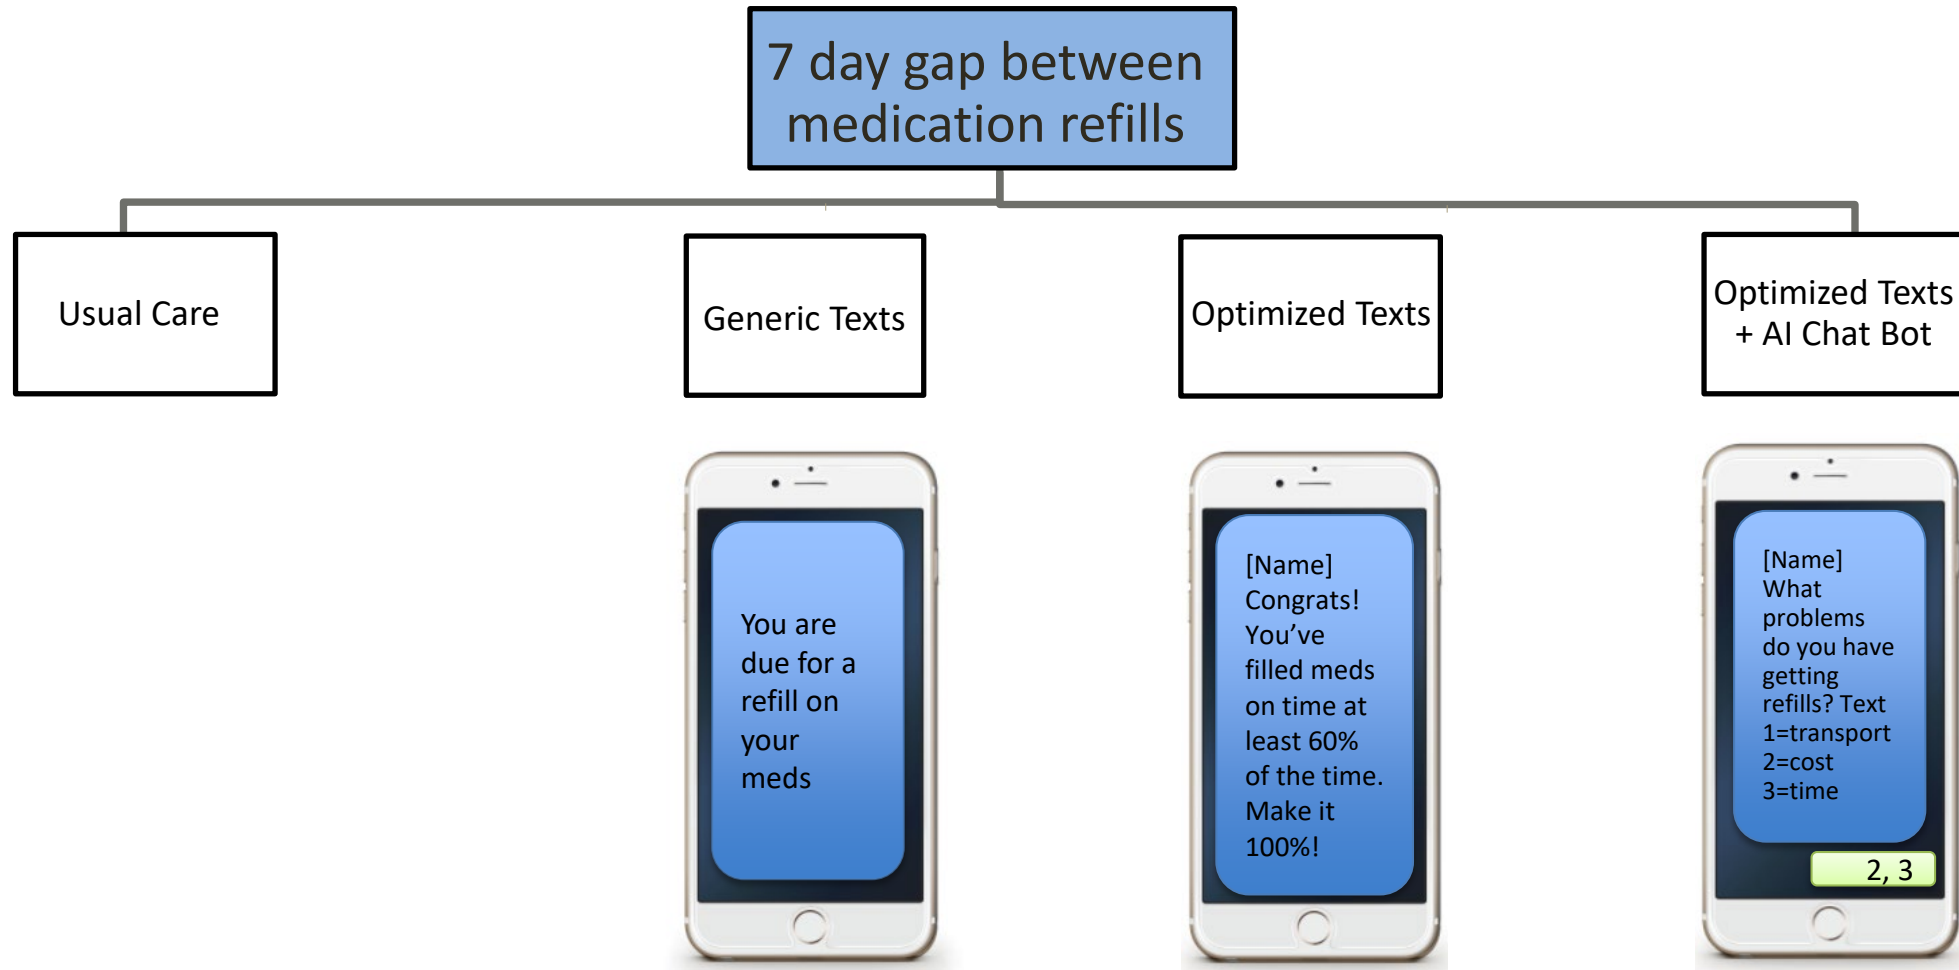 7 day gap between
medication refills
Usual Care
Generic Texts
Optimized Texts
Optimized Texts
+ AI Chat Bot
You are
due for a
refill on
your
meds
[Name]
Congrats!
You’ve
filled meds
on time at
least 60%
of the time.
Make it
100%!
[Name]
What
problems
do you have
getting
refills? Text
1=transport
2=cost
3=time
2, 3